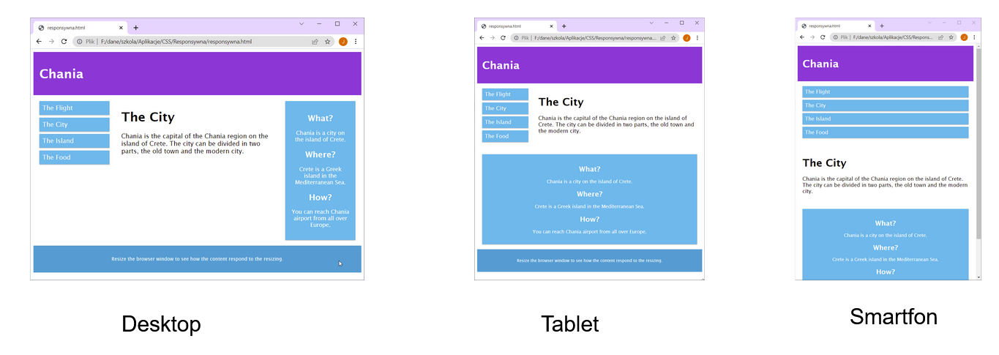 responsywna.html
Plik | F:/dane/szkola/Aplikacje/CSS/Responsywna/responsywna.html
J
Chania
The Flight
The City
The Island
The Food
The City
Chania is the capital of the Chania region on the
island of Crete. The city can be divided in two
parts, the old town and the modern city.
What?
Chania is a city on
the island of Crete.
Where?
Crete is a Greek
island in the
Mediterranean Sea.
How?
You can reach Chania
airport from all over
Europe.
Resize the browser window to see how the content respond to the resizing.
Desktop
responsywna.html
Plik | F:/dane/szkola/Aplikacje/CSS/Responsywna/responsywna...
J
Chania
The Flight
The City
The Island
The Food
The City
Chania is the capital of the Chania region on the island of
Crete. The city can be divided in two parts, the old town and
the modern city.
What?
Chania is a city on the island of Crete.
Where?
Crete is a Greek island in the Mediterranean Sea.
How?
You can reach Chania airport from all over Europe.
Resize the browser window to see how the content respond to the resizing.
Tablet
responsywna.html
Plik | F:/dane/szkola/Aplikacje/CSS/Respons...
J
Chania
The Flight
The City
The Island
The Food
The City
Chania is the capital of the Chania region on the island of Crete.
The city can be divided in two parts, the old town and the modern
city.
What?
Chania is a city on the island of Crete.
Where?
Crete is a Greek island in the Mediterranean Sea.
How?
Smartfon